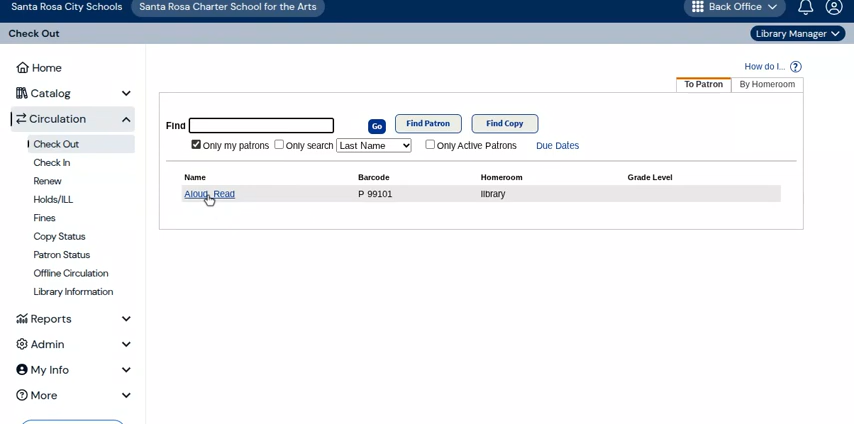 Santa Rosa City Schools Santa Rosa Charter School for the Arts Back Office
Check Out Library Manager
Home
Catalog
Circulation
Check Out
Check In
Renew
Holds/ILL
Fines
Copy Status
Patron Status
Offline Circulation
Library Information
Reports
Admin
My Info
More
How do I... ?
To Patron By Homeroom
Find Go Find Patron Find Copy
Only my patrons Only search Last Name Only Active Patrons Due Dates
Name Barcode Homeroom Grade Level
Aloud, Read P 99101 library